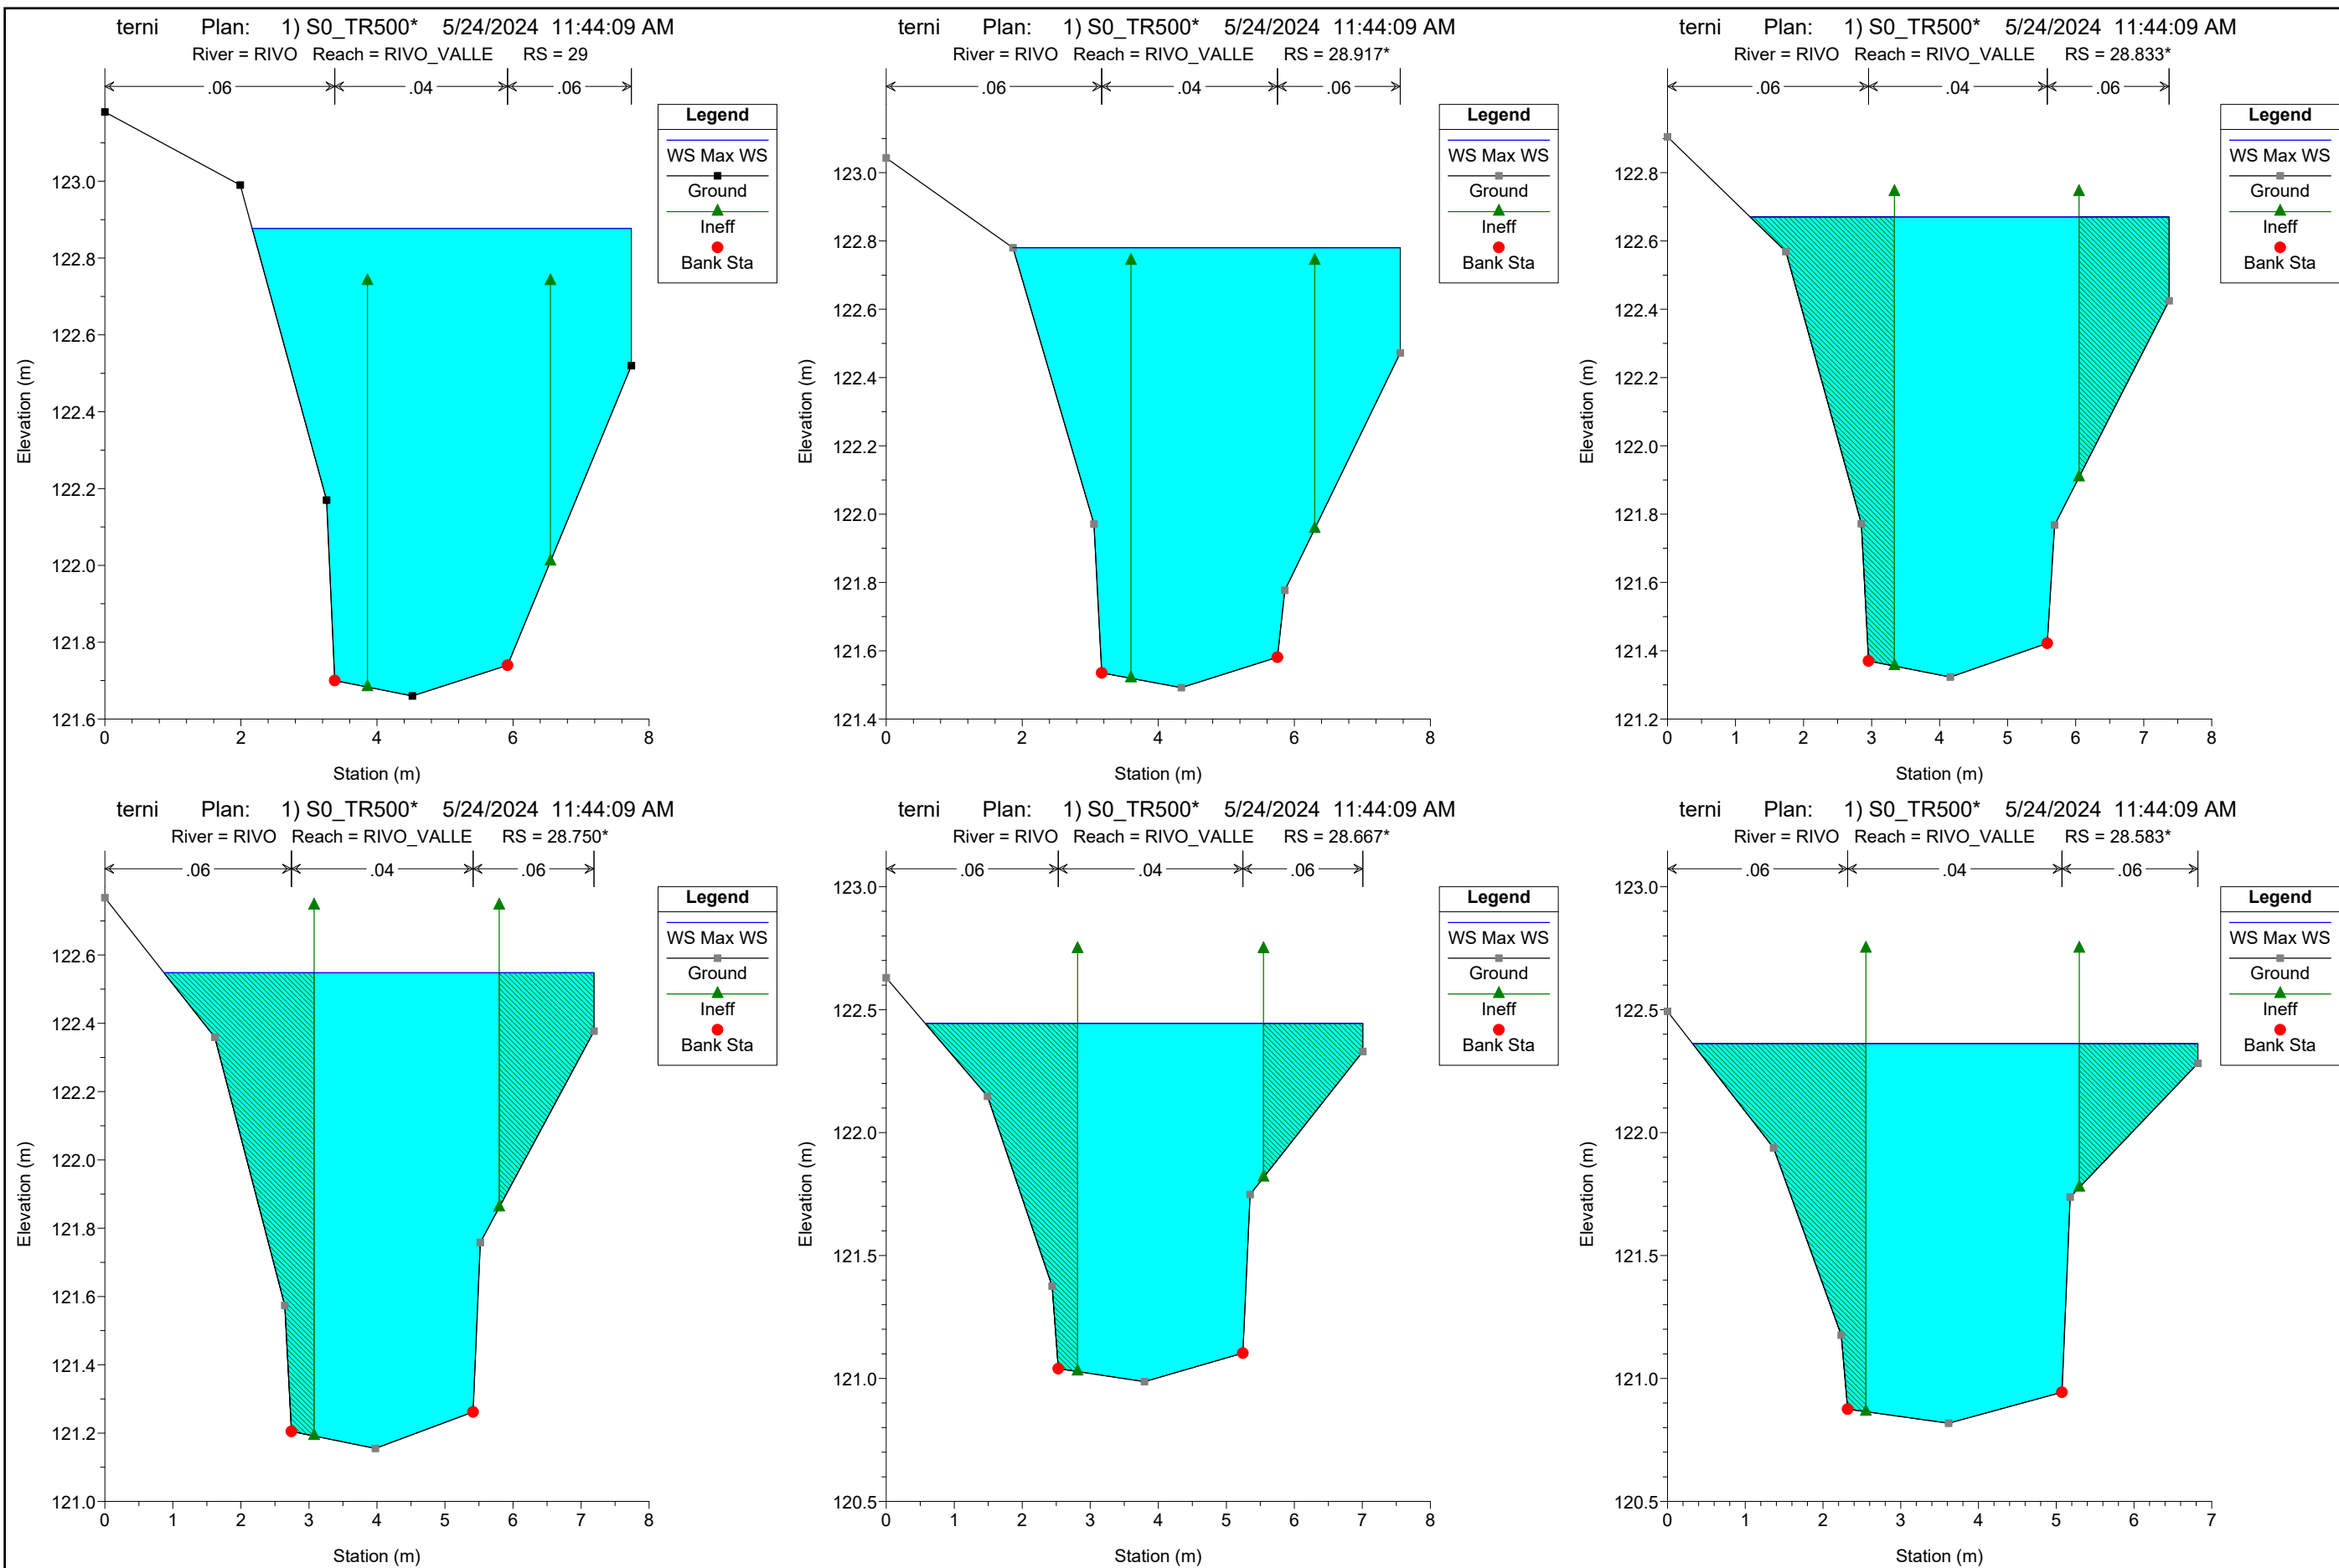 terni Plan: 1) S0_TR500* 5/24/2024 11:44:09 AM
River = RIVO Reach = RIVO_VALLE RS = 29
.06 .04 .06
Legend
WS Max WS
Ground
Ineff
Bank Sta
123.0
122.8
122.6
122.4
122.2
122.0
121.8
121.6
Elevation (m)
0 2 4 6 8
Station (m)
terni Plan: 1) S0_TR500* 5/24/2024 11:44:09 AM
River = RIVO Reach = RIVO_VALLE RS = 28.917*
.06 .04 .06
Legend
WS Max WS
Ground
Ineff
Bank Sta
123.0
122.8
122.6
122.4
122.2
122.0
121.8
121.6
121.4
Elevation (m)
0 2 4 6 8
Station (m)
terni Plan: 1) S0_TR500* 5/24/2024 11:44:09 AM
River = RIVO Reach = RIVO_VALLE RS = 28.833*
.06 .04 .06
Legend
WS Max WS
Ground
Ineff
Bank Sta
122.8
122.6
122.4
122.2
122.0
121.8
121.6
121.4
121.2
Elevation (m)
0 1 2 3 4 5 6 7 8
Station (m)
terni Plan: 1) S0_TR500* 5/24/2024 11:44:09 AM
River = RIVO Reach = RIVO_VALLE RS = 28.750*
.06 .04 .06
Legend
WS Max WS
Ground
Ineff
Bank Sta
122.6
122.4
122.2
122.0
121.8
121.6
121.4
121.2
121.0
Elevation (m)
0 1 2 3 4 5 6 7 8
Station (m)
terni Plan: 1) S0_TR500* 5/24/2024 11:44:09 AM
River = RIVO Reach = RIVO_VALLE RS = 28.667*
.06 .04 .06
Legend
WS Max WS
Ground
Ineff
Bank Sta
123.0
122.5
122.0
121.5
121.0
120.5
Elevation (m)
0 2 4 6 8
Station (m)
terni Plan: 1) S0_TR500* 5/24/2024 11:44:09 AM
River = RIVO Reach = RIVO_VALLE RS = 28.583*
.06 .04 .06
Legend
WS Max WS
Ground
Ineff
Bank Sta
123.0
122.5
122.0
121.5
121.0
120.5
Elevation (m)
0 1 2 3 4 5 6 7
Station (m)